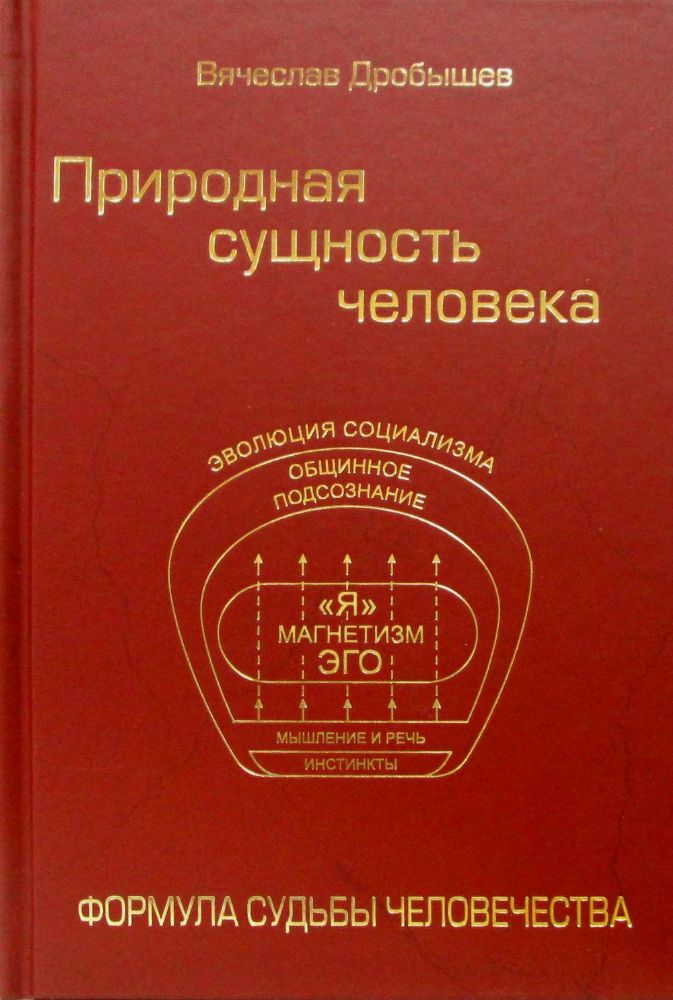 Вячеслав Дробышев
Природная
сущность
человека
ЭВОЛЮЦИЯ СОЦИАЛИЗМА
ОБЩИННОЕ
ПОДСОЗНАНИЕ
«Я»
МАГНЕТИЗМ
ЭГО
МЫШЛЕНИЕ И РЕЧЬ
ИНСТИНКТЫ
ФОРМУЛА СУДЬБЫ ЧЕЛОВЕЧЕСТВА